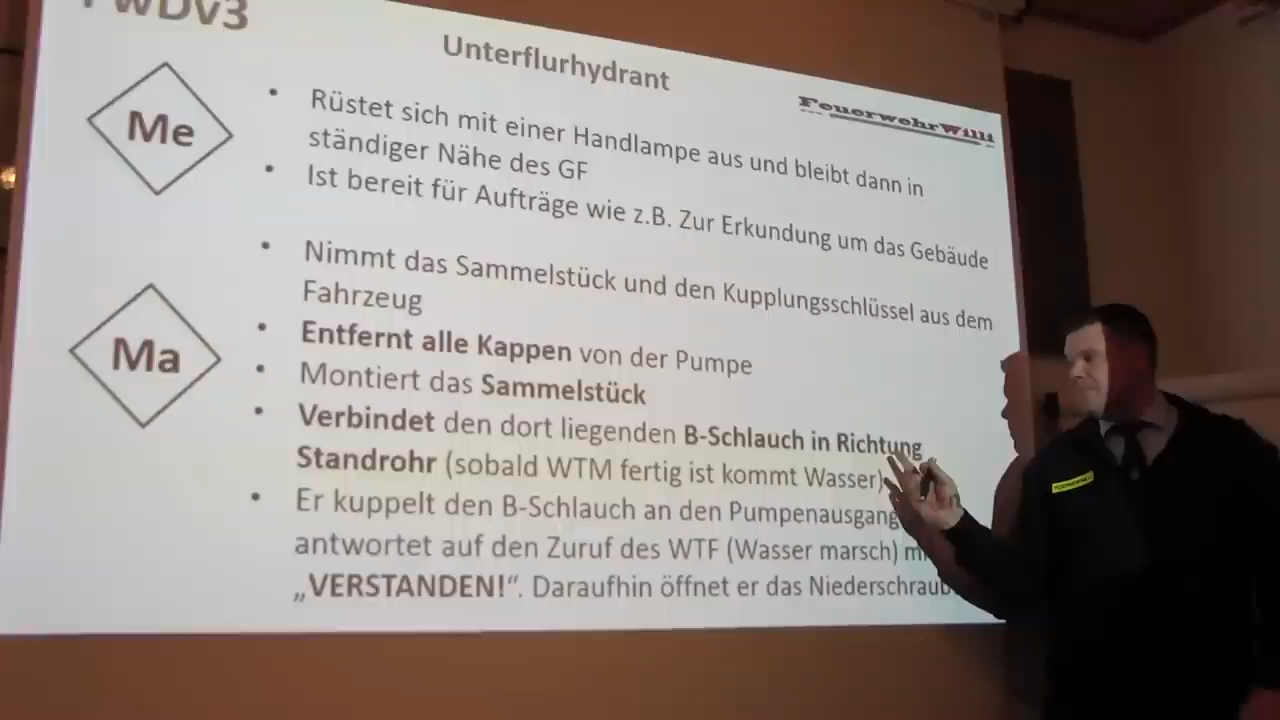 FwDV3
Unterflurhydrant
FeuerwehrWilli
Me
Rüstet sich mit einer Handlampe aus und bleibt dann in
ständiger Nähe des GF
Ist bereit für Aufträge wie z.B. Zur Erkundung um das Gebäude
Ma
Nimmt das Sammelstück und den Kupplungsschlüssel aus dem
Fahrzeug
Entfernt alle Kappen von der Pumpe
Montiert das Sammelstück
Verbindet den dort liegenden B-Schlauch in Richtung
Standrohr (sobald WTM fertig ist kommt Wasser)
Er kuppelt den B-Schlauch an den Pumpenausgang
antwortet auf den Zuruf des WTF (Wasser marsch)
„VERSTANDEN!“. Daraufhin öffnet er das